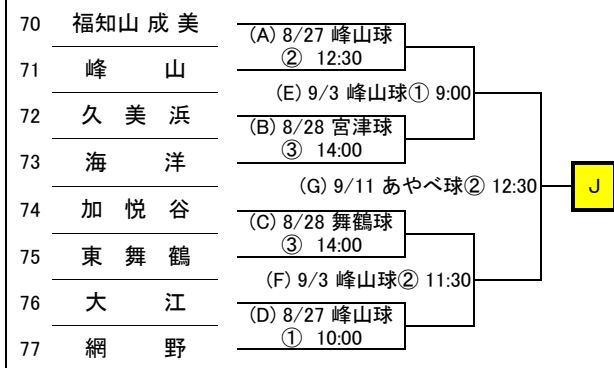 70 福知山成美
(A) 8/27 峰山球
② 12:30
71 峰山
(E) 9/3 峰山球① 9:00
72 久美浜
(B) 8/28 宮津球
③ 14:00
73 海洋
(G) 9/11 あやべ球② 12:30
J
74 加悦谷
(C) 8/28 舞鶴球
③ 14:00
75 東舞鶴
(F) 9/3 峰山球② 11:30
76 大江
(D) 8/27 峰山球
① 10:00
77 網野